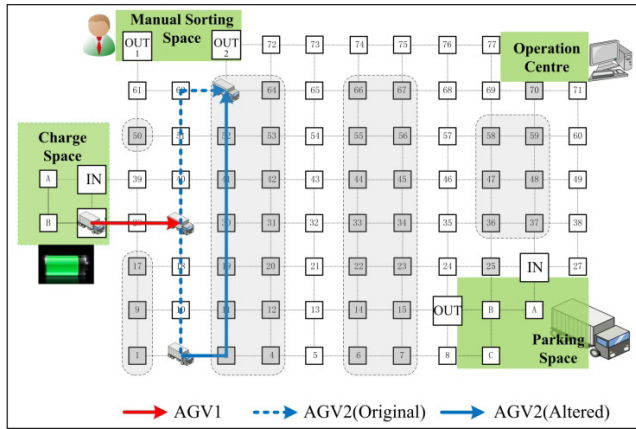 Manual Sorting
Space
OUT
1
OUT
2
72 73 74 75 76 77
Operation
Centre
61 64 65 66 67 68 69 70 71
50 51 52 53 54 55 56 57 58 59 60
Charge
Space
A IN 39 40 41 42 43 44 45 46 47 48 49
B 30 31 32 33 34 35 36 37 38
17 18 19 20 21 22 23 24 25 IN 27
9 10 11 12 13 14 15 OUT B A
Parking
Space
1 4 5 6 7 8 C
AGV1 AGV2(Original) AGV2(Altered)